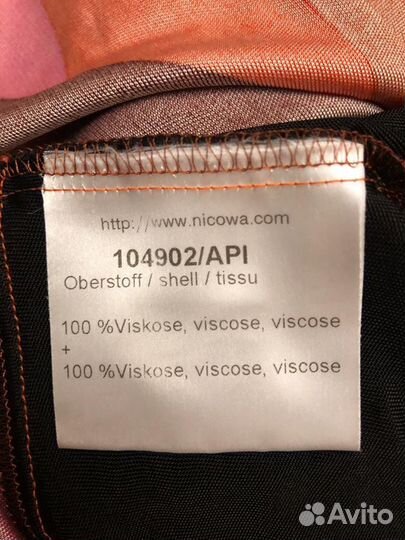 http://www.nicowa.com
104902/API
Oberstoff / shell / tissu
100 %Viskose, viscose, viscose
+
100 %Viskose, viscose, viscose
Avito